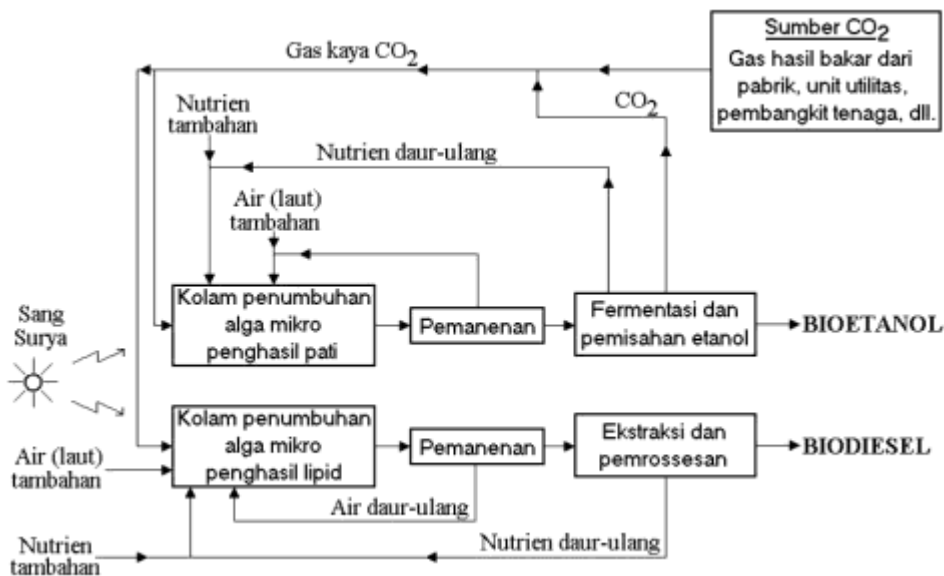 Sumber CO2
Gas hasil bakar dari
pabrik, unit utilitas,
pembangkit tenaga, dll.
Gas kaya CO2
CO2
Nutrien
tambahan
Nutrien daur-ulang
Air (laut)
tambahan
Kolam penumbuhan
alga mikro
penghasil pati
Pemanenan
Fermentasi dan
pemisahan etanol
BIOETANOL
Sang
Surya
Kolam penumbuhan
alga mikro
penghasil lipid
Pemanenan
Ekstraksi dan
pemrossesan
BIODIESEL
Air (laut)
tambahan
Air daur-ulang
Nutrien
tambahan
Nutrien daur-ulang